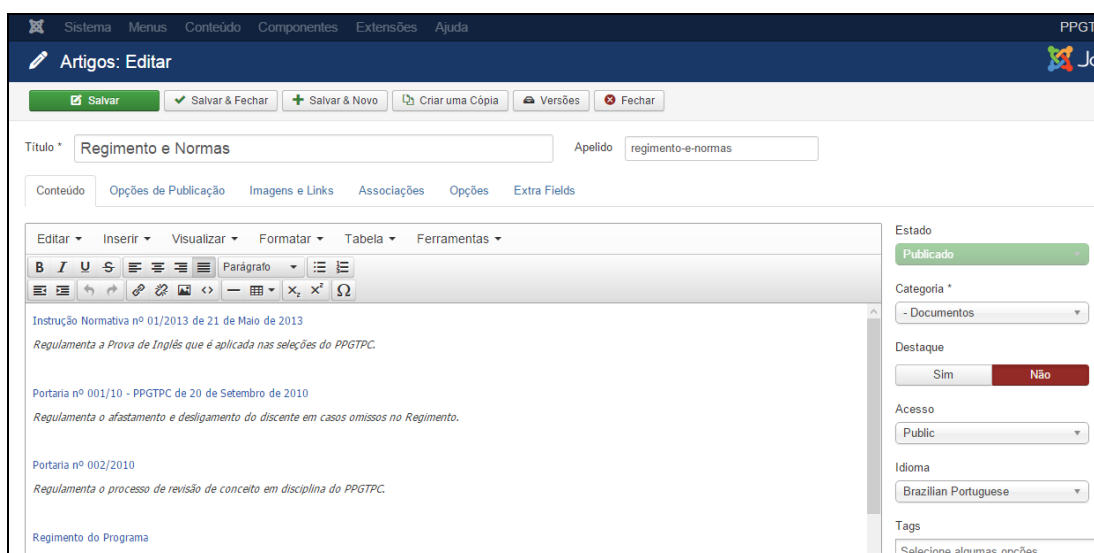 Sistema Menus Conteúdo Componentes Extensões Ajuda PPGT
Artigos: Editar Jo
Salvar Salvar & Fechar Salvar & Novo Criar uma Cópia Versões Fechar
Título * Regimento e Normas Apelido regimento-e-normas
Conteúdo Opções de Publicação Imagens e Links Associações Opções Extra Fields
Editar Inserir Visualizar Formatar Tabela Ferramentas
B I U S Parágrafo
X₂ X² Ω
Instrução Normativa nº 01/2013 de 21 de Maio de 2013
Regulamenta a Prova de Inglês que é aplicada nas seleções do PPGTPC.
Portaria nº 001/10 - PPGTPC de 20 de Setembro de 2010
Regulamenta o afastamento e desligamento do discente em casos omissos no Regimento.
Portaria nº 002/2010
Regulamenta o processo de revisão de conceito em disciplina do PPGTPC.
Regimento do Programa
Estado
Publicado
Categoria *
- Documentos
Destaque
Sim Não
Acesso
Public
Idioma
Brazilian Portuguese
Tags
Selecione algumas opções